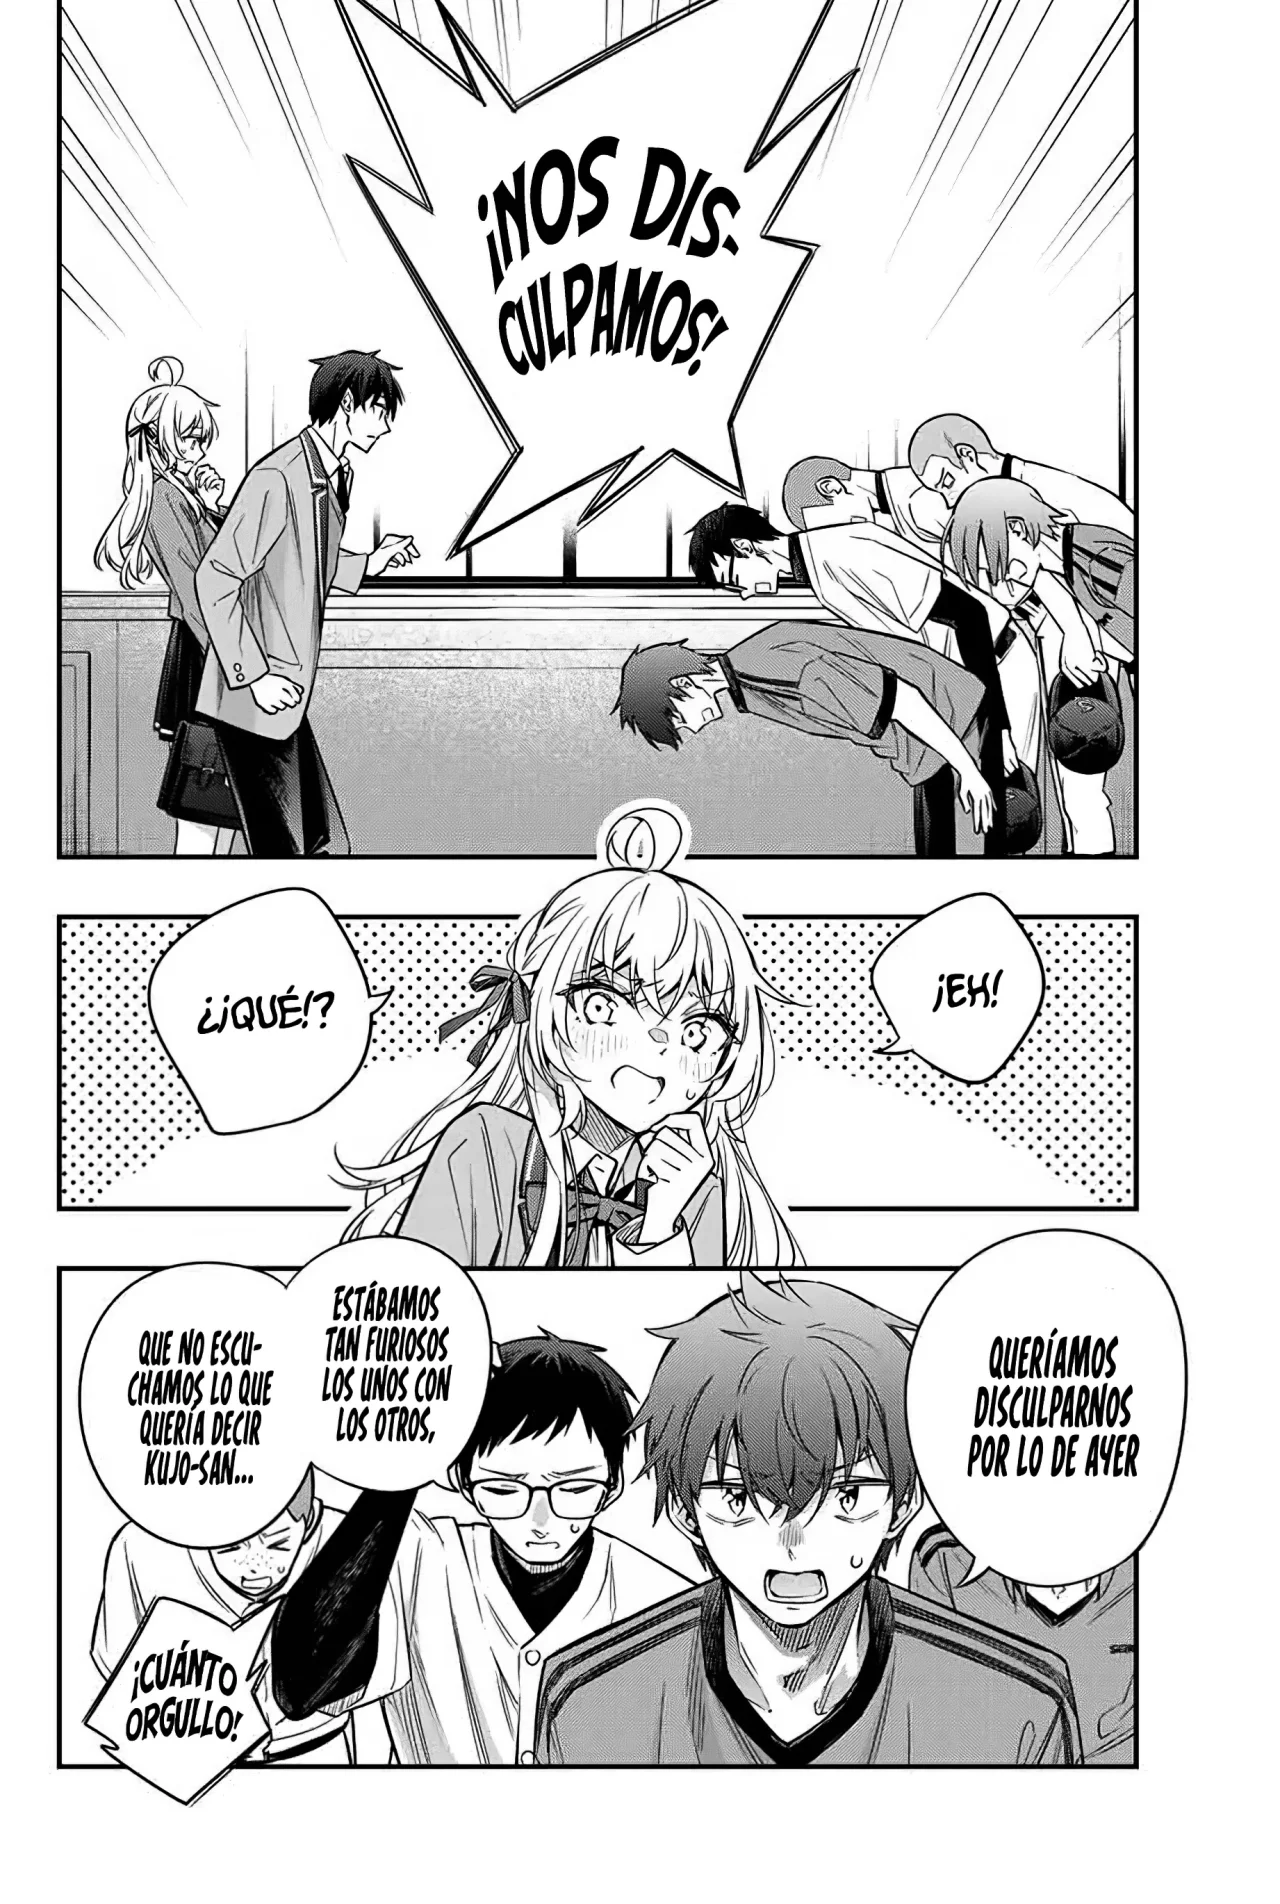 ¡NOS DIS-
CULPAMOS!
¡EH!
¿¡QUÉ!?
QUERÍAMOS
DISCULPARNOS
POR LO DE AYER
ESTÁBAMOS
TAN FURIOSOS
LOS UNOS CON
LOS OTROS,
QUE NO ESCU-
CHAMOS LO QUE
QUERÍA DECIR
KUJO-SAN...
¡CUÁNTO
ORGULLO!